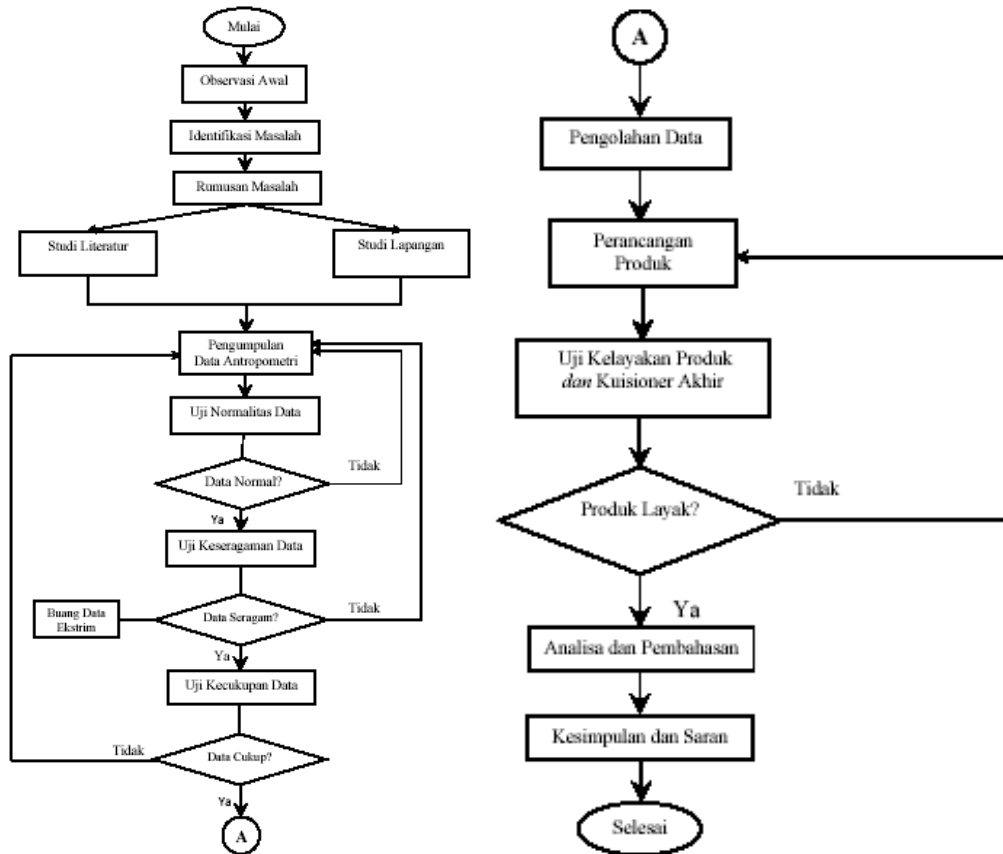 Mulai
Observasi Awal
Identifikasi Masalah
Rumusan Masalah
Studi Literatur
Studi Lapangan
Pengumpulan
Data Antropometri
Uji Normalitas Data
Data Normal?
Tidak
Ya
Uji Keseragaman Data
Buang Data
Ekstrim
Data Seragam?
Tidak
Ya
Uji Kecukupan Data
Tidak
Data Cukup?
Ya
A
A
Pengolahan Data
Perancangan
Produk
Uji Kelayakan Produk
dan Kuisioner Akhir
Produk Layak?
Tidak
Ya
Analisa dan Pembahasan
Kesimpulan dan Saran
Selesai